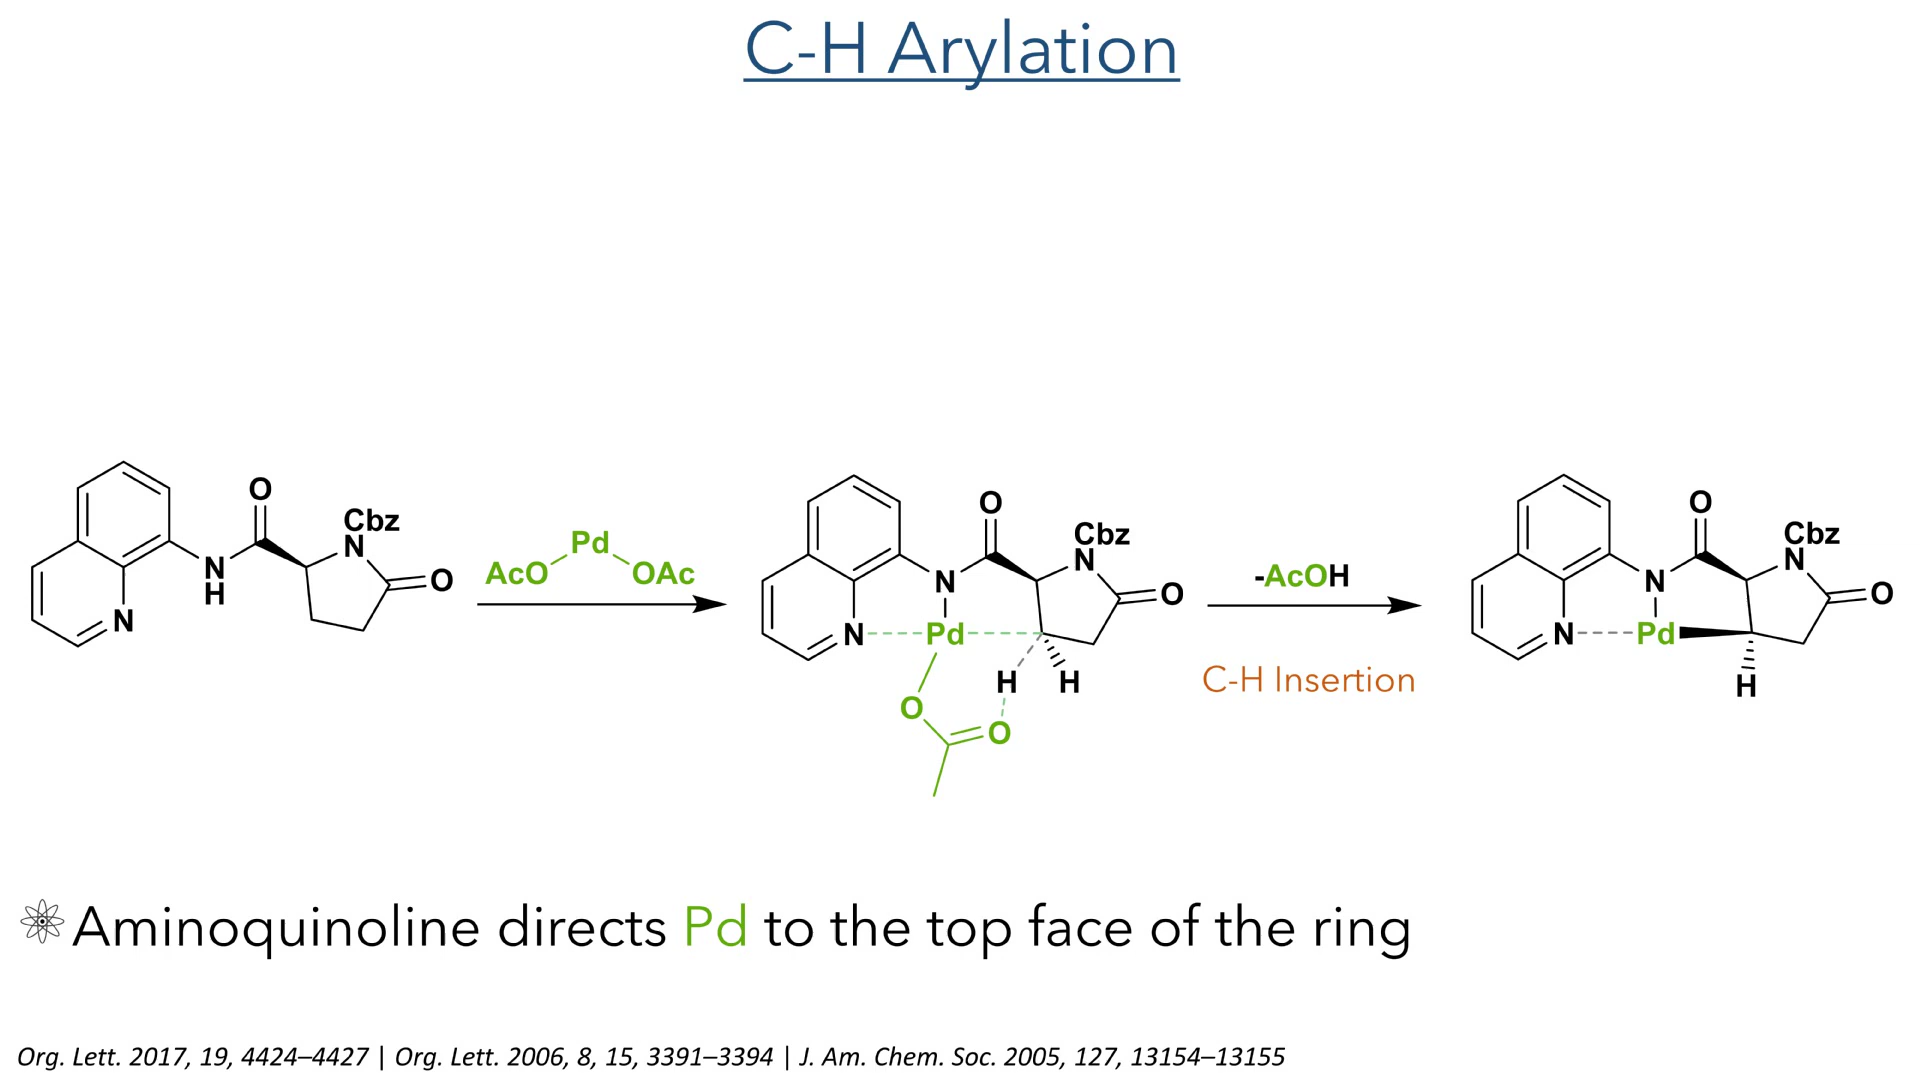 C-H Arylation
O
Cbz
N
O
N
H
N
Pd
AcO
OAc
O
Cbz
N
O
N
N
Pd
H
H
O
O
-AcOH
C-H Insertion
O
Cbz
N
O
N
N
Pd
H
Aminoquinoline directs Pd to the top face of the ring
Org. Lett. 2017, 19, 4424–4427 | Org. Lett. 2006, 8, 15, 3391–3394 | J. Am. Chem. Soc. 2005, 127, 13154–13155